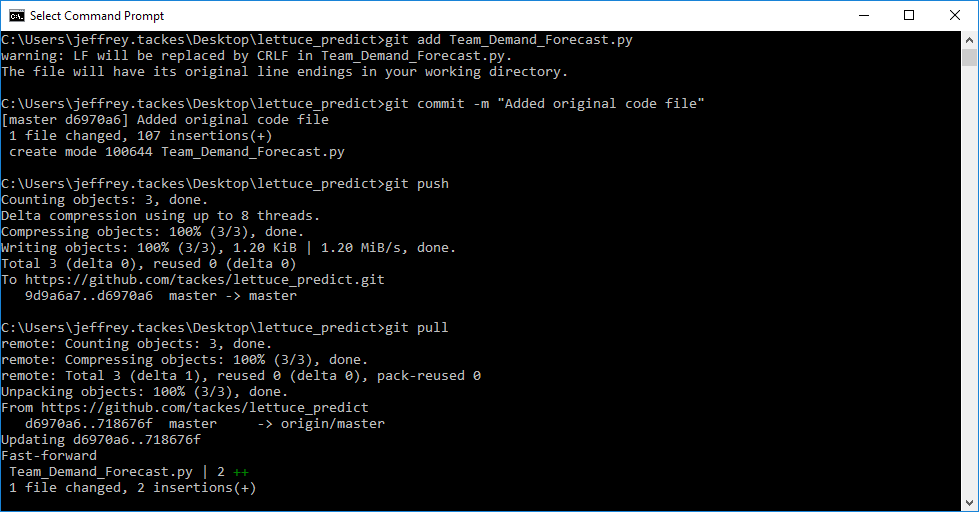 Select Command Prompt
C:\Users\jeffrey.tackes\Desktop\lettuce_predict>git add Team_Demand_Forecast.py
warning: LF will be replaced by CRLF in Team_Demand_Forecast.py.
The file will have its original line endings in your working directory.
C:\Users\jeffrey.tackes\Desktop\lettuce_predict>git commit -m "Added original code file"
[master d6970a6] Added original code file
 1 file changed, 107 insertions(+)
 create mode 100644 Team_Demand_Forecast.py
C:\Users\jeffrey.tackes\Desktop\lettuce_predict>git push
Counting objects: 3, done.
Delta compression using up to 8 threads.
Compressing objects: 100% (3/3), done.
Writing objects: 100% (3/3), 1.20 KiB | 1.20 MiB/s, done.
Total 3 (delta 0), reused 0 (delta 0)
To https://github.com/tackes/lettuce_predict.git
   9d9a6a7..d6970a6  master -> master
C:\Users\jeffrey.tackes\Desktop\lettuce_predict>git pull
remote: Counting objects: 3, done.
remote: Compressing objects: 100% (3/3), done.
remote: Total 3 (delta 1), reused 0 (delta 0), pack-reused 0
Unpacking objects: 100% (3/3), done.
From https://github.com/tackes/lettuce_predict
   d6970a6..718676f  master     -> origin/master
Updating d6970a6..718676f
Fast-forward
 Team_Demand_Forecast.py | 2 ++
 1 file changed, 2 insertions(+)